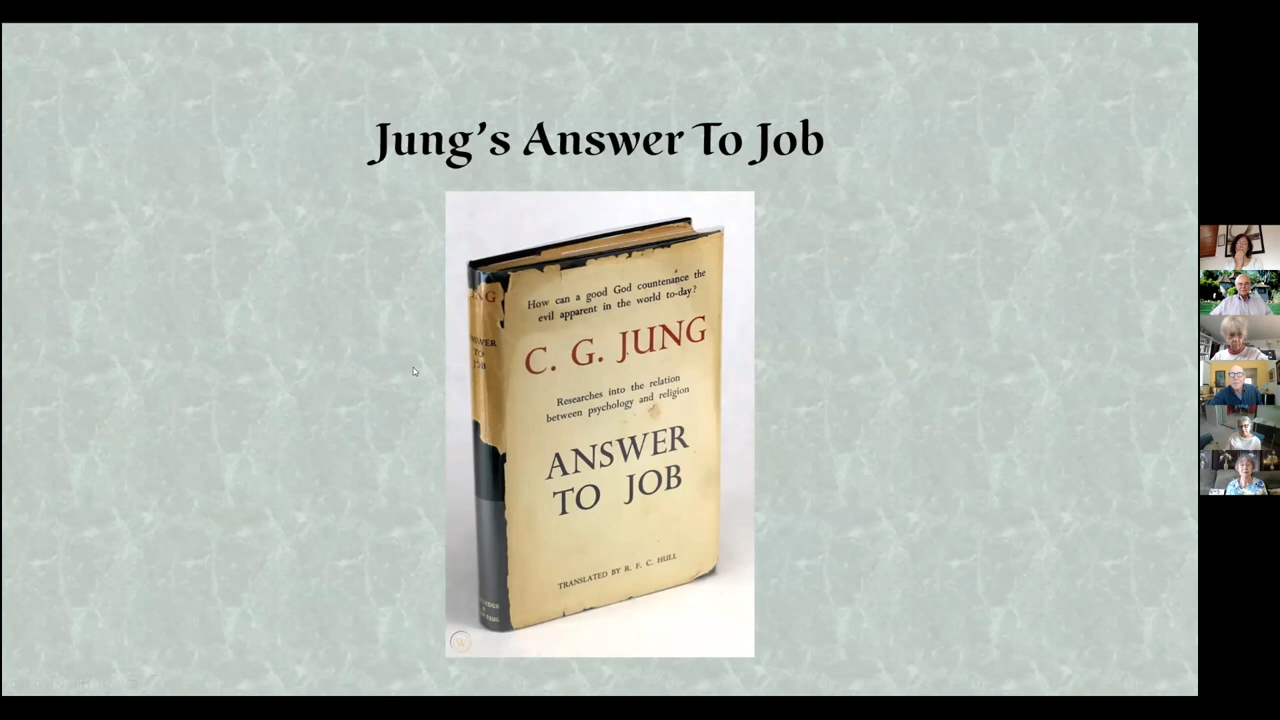 Jung's Answer To Job
How can a good God countenance the
evil apparent in the world to-day?
C. G. JUNG
Researches into the relation
between psychology and religion
ANSWER
TO JOB
TRANSLATED BY R. F. C. HULL
TO
W